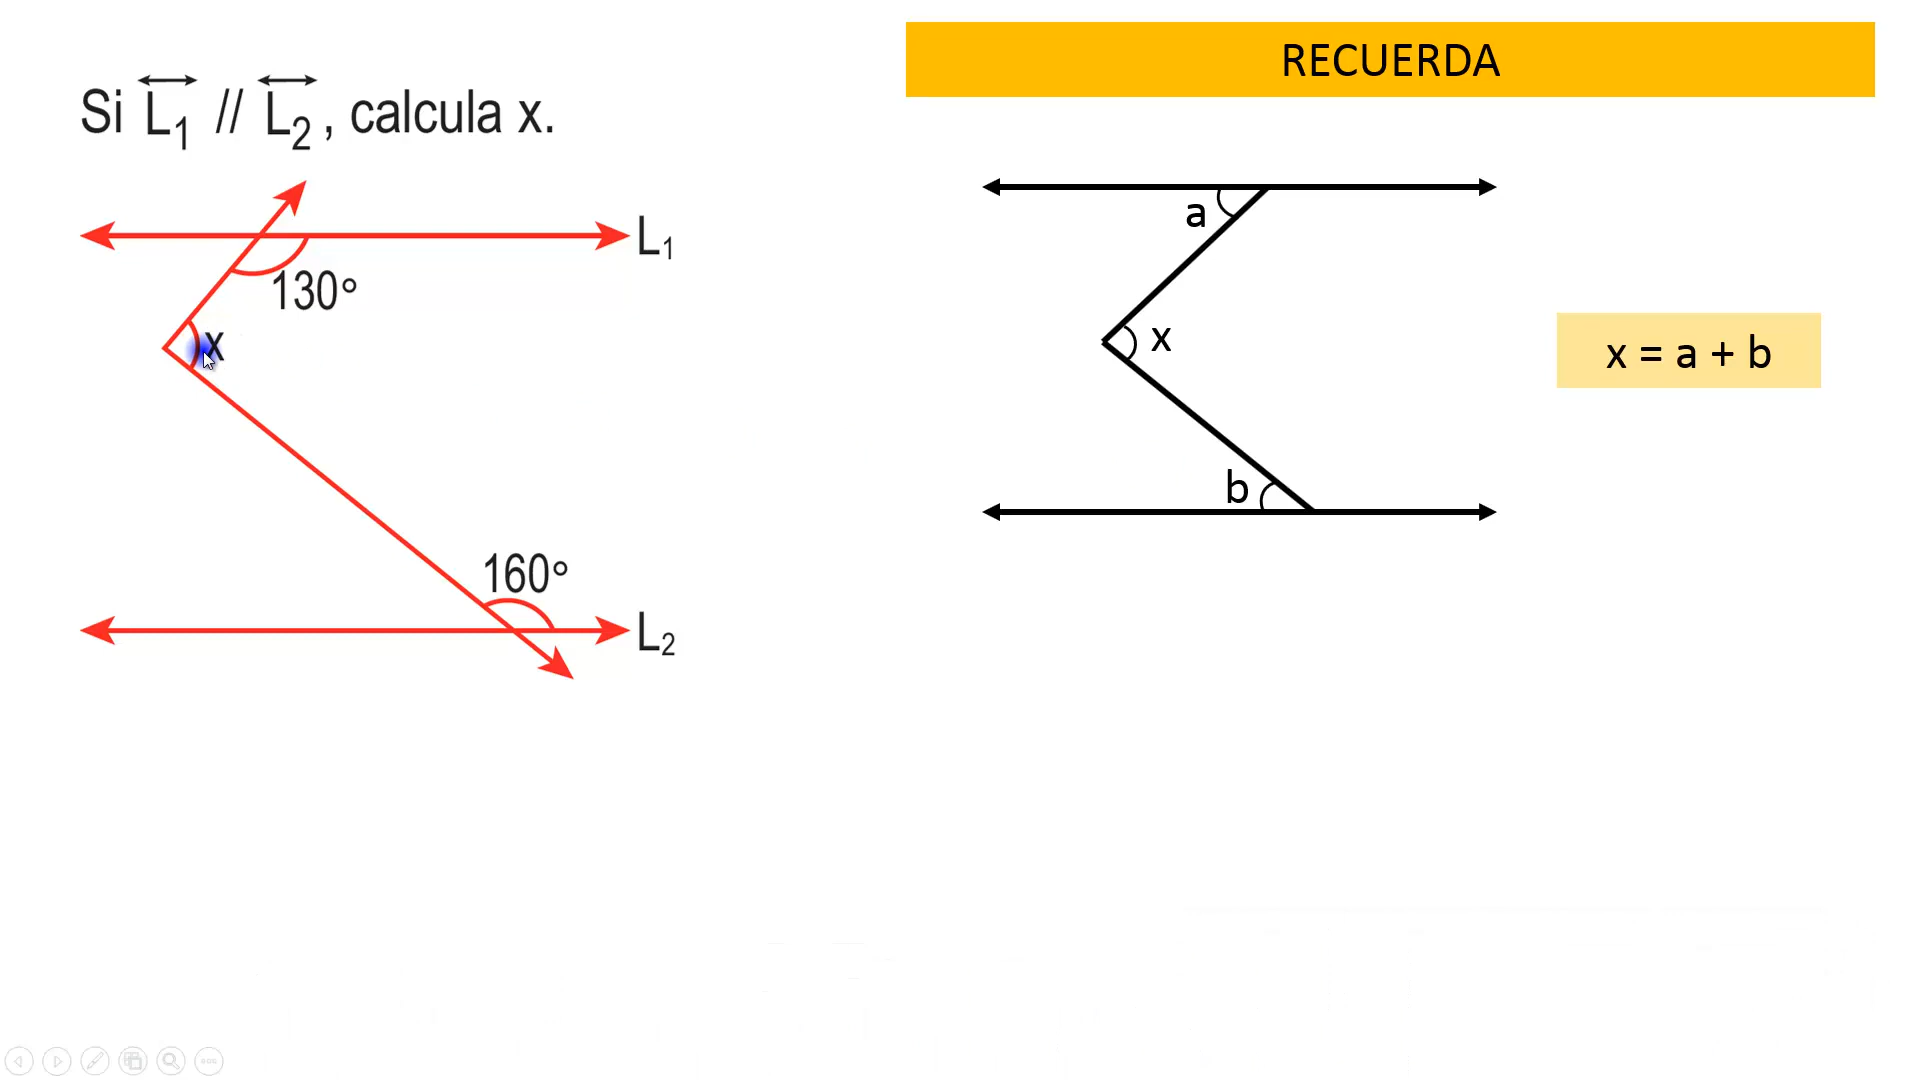 Si L₁ // L₂, calcula x.
L₁
130°
x
160°
L₂
RECUERDA
a
x
b
x = a + b